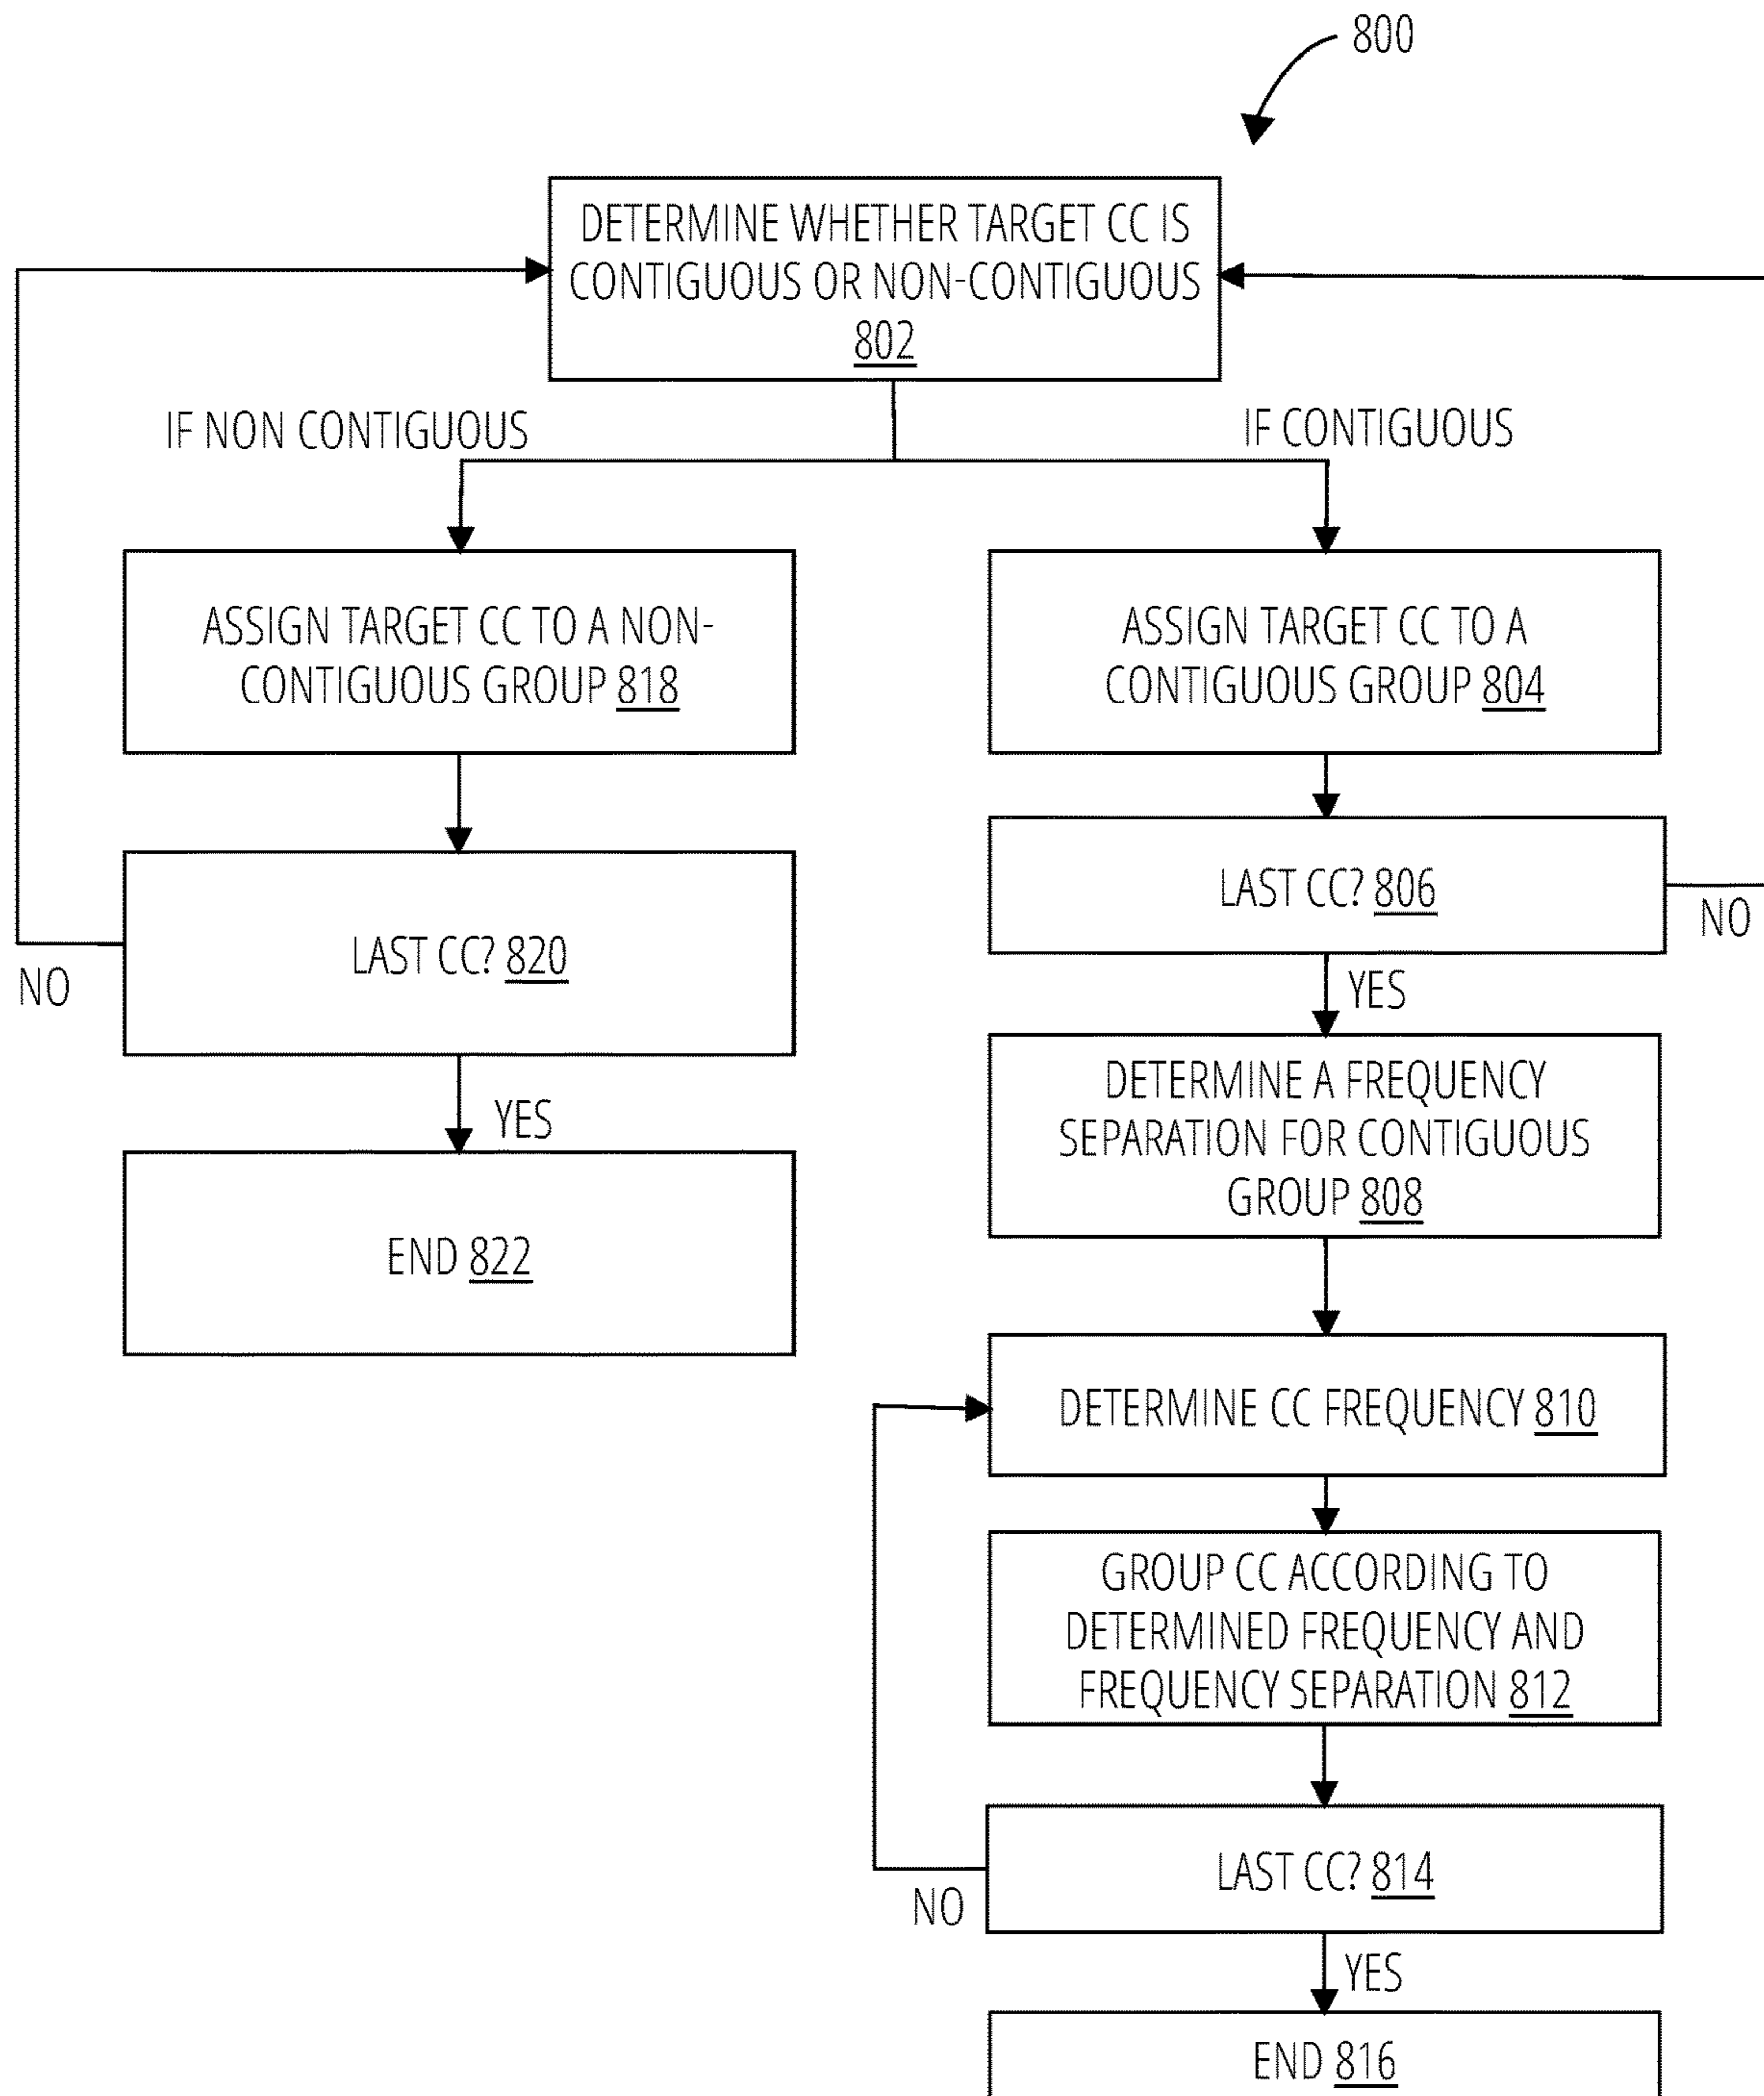 800
DETERMINE WHETHER TARGET CC IS
CONTIGUOUS OR NON-CONTIGUOUS
802
IF NON CONTIGUOUS
IF CONTIGUOUS
ASSIGN TARGET CC TO A NON-
CONTIGUOUS GROUP 818
ASSIGN TARGET CC TO A
CONTIGUOUS GROUP 804
LAST CC? 806
NO
LAST CC? 820
NO
YES
DETERMINE A FREQUENCY
SEPARATION FOR CONTIGUOUS
GROUP 808
YES
END 822
DETERMINE CC FREQUENCY 810
GROUP CC ACCORDING TO
DETERMINED FREQUENCY AND
FREQUENCY SEPARATION 812
LAST CC? 814
NO
YES
END 816